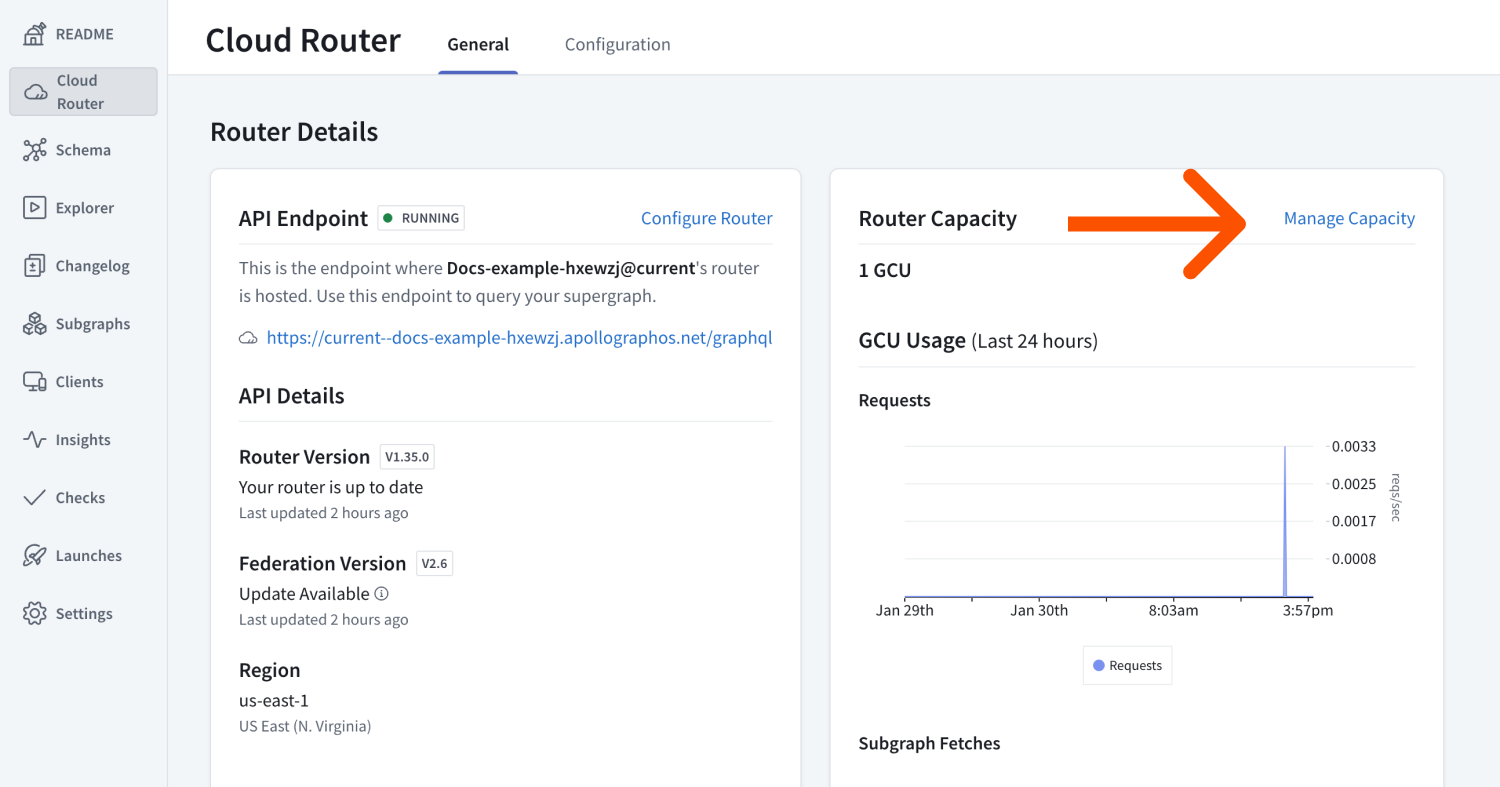 README
Cloud
Router
Schema
Explorer
Changelog
Subgraphs
Clients
Insights
Checks
Launches
Settings
Cloud Router
General
Configuration
Router Details
API Endpoint
RUNNING
Configure Router
This is the endpoint where Docs-example-hxewzj@current's router
is hosted. Use this endpoint to query your supergraph.
https://current--docs-example-hxewzj.apollographos.net/graphql
API Details
Router Version V1.35.0
Your router is up to date
Last updated 2 hours ago
Federation Version V2.6
Update Available
Last updated 2 hours ago
Region
us-east-1
US East (N. Virginia)
Router Capacity
Manage Capacity
1 GCU
GCU Usage (Last 24 hours)
Requests
0.0033
0.0025
0.0017
0.0008
reqs/sec
Jan 29th
Jan 30th
8:03am
3:57pm
Requests
Subgraph Fetches